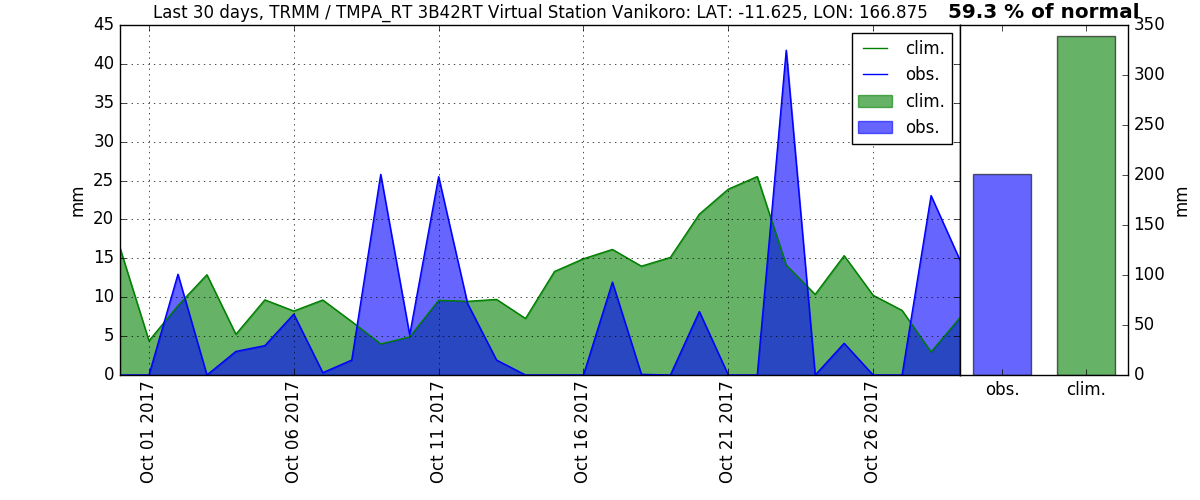 Last 30 days, TRMM / TMPA_RT 3B42RT Virtual Station Vanikoro: LAT: -11.625, LON: 166.875
59.3 % of normal
45
40
35
30
25
20
15
10
5
0
mm
clim.
obs.
clim.
obs.
Oct 01 2017
Oct 06 2017
Oct 11 2017
Oct 16 2017
Oct 21 2017
Oct 26 2017
350
300
250
200
150
100
50
0
mm
obs.
clim.